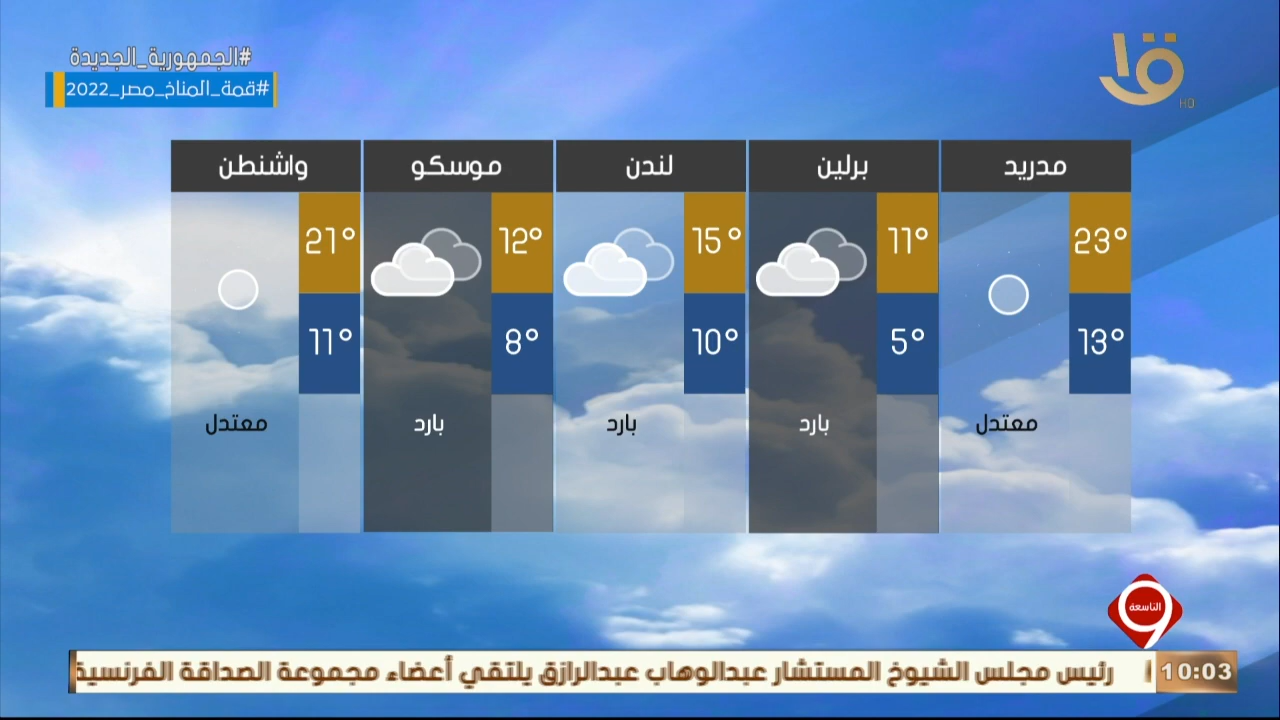 #الجمهورية_الجديدة
#قمة_المناخ_مصر_2022
HD
مدريد
برلين
لندن
موسكو
واشنطن
23°
11°
15°
12°
21°
13°
5°
10°
8°
11°
معتدل
بارد
بارد
بارد
معتدل
التاسعة
9
10:03
رئيس مجلس الشيوخ المستشار عبدالوهاب عبدالرازق يلتقي أعضاء مجموعة الصداقة الفرنسية